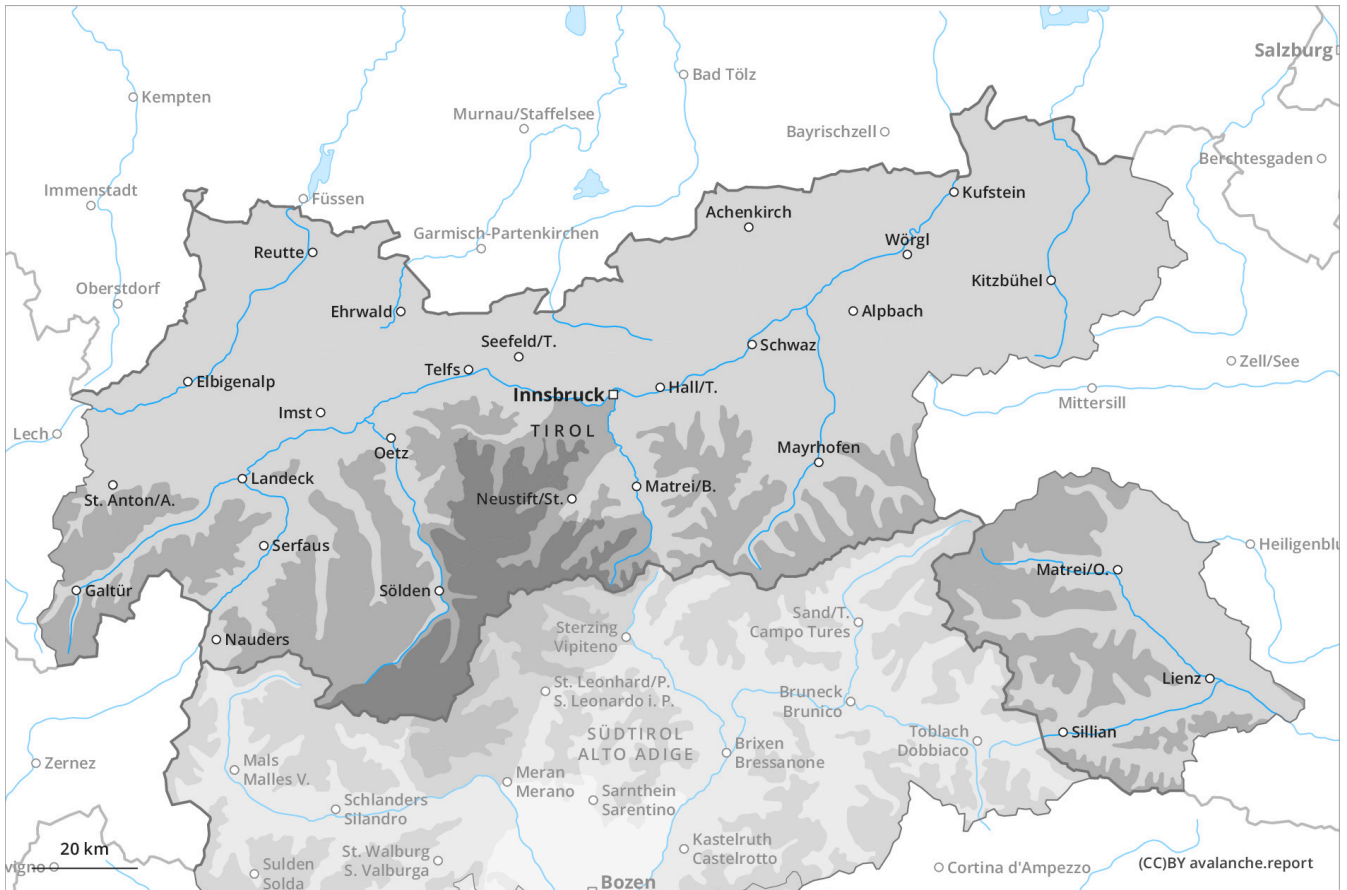 Salzburg
Bad Tölz
Kempten
Murnau/Staffelsee
Bayrischzell
Berchtesgaden
Immenstadt
Füssen
Kufstein
Achenkirch
Garmisch-Partenkirchen
Wörgl
Reutte
Kitzbühel
Oberstdorf
Ehrwald
Alpbach
Seefeld/T.
Schwaz
Zell/See
Telfs
Elbigenalp
Hall/T.
Innsbruck
Mittersill
Imst
TIROL
Lech
Oetz
Mayrhofen
Landeck
Matrei/B.
St. Anton/A.
Neustift/St.
Serfaus
Heiligenblu
Matrei/O.
Galtür
Sölden
Sand/T.
Campo Tures
Sterzing
Vipiteno
Nauders
Lienz
St. Leonhard/P.
S. Leonardo i. P.
Bruneck
Brunico
Sillian
SÜDTIROL
ALTO ADIGE
Toblach
Dobbiaco
Brixen
Bressanone
Zernez
Mals
Malles V.
Meran
Merano
Sarnthein
Sarentino
Schlanders
Silandro
Kastelruth
Castelrotto
20 km
St. Walburg
S. Valburga
vigno
Sulden
Solda
Cortina d'Ampezzo
(CC)BY avalanche.report
Bozen